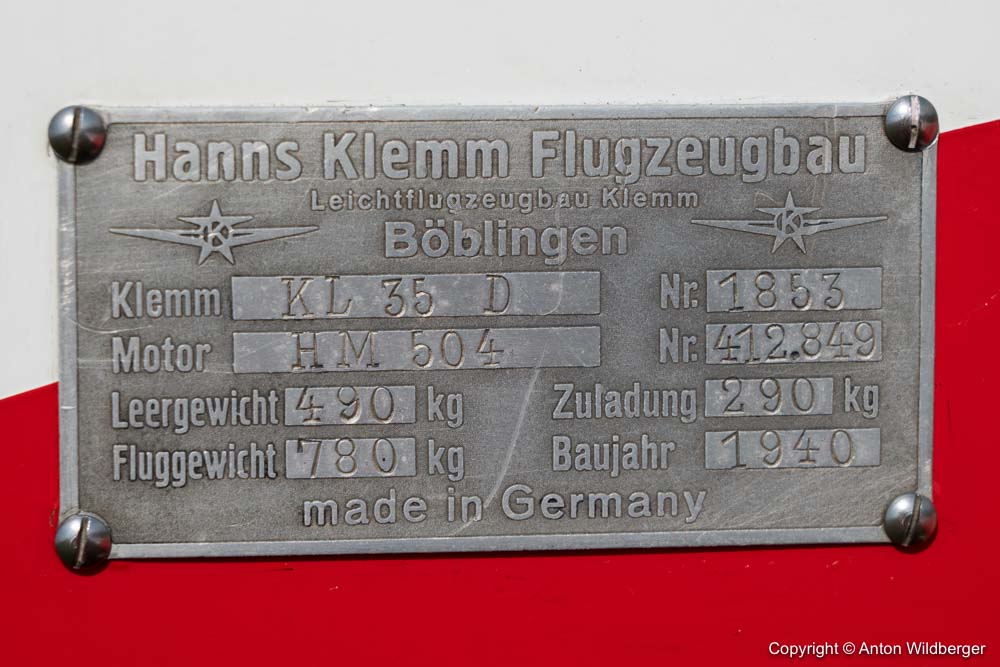 Hanns Klemm Flugzeugbau
Leichtflugzeugbau Klemm
Böblingen
K K
Klemm KL 35 D Nr. 1853
Motor HM 504 Nr. 412.849
Leergewicht 490 kg Zuladung 290 kg
Fluggewicht 780 kg Baujahr 1940
made in Germany
Copyright © Anton Wildberger